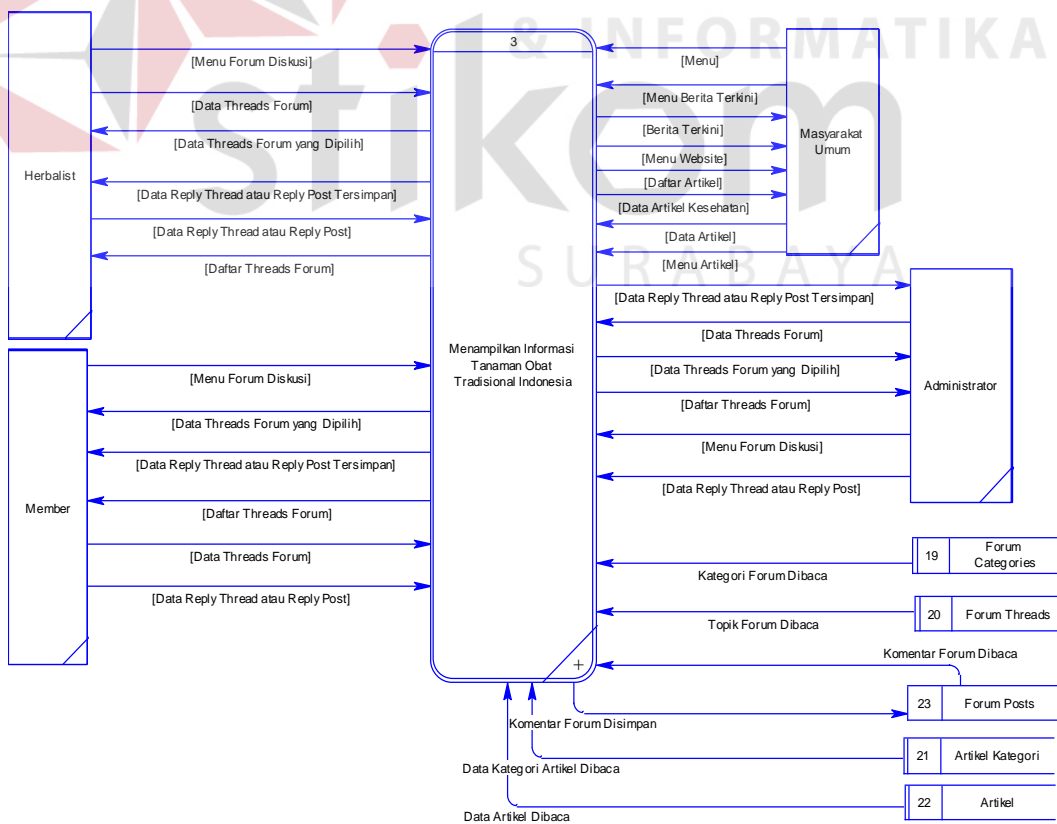 & INFORMATIKA
stikom
SURABAYA
Herbalist
[Menu Forum Diskusi]
[Data Threads Forum]
[Data Threads Forum yang Dipilih]
[Data Reply Thread atau Reply Post Tersimpan]
[Data Reply Thread atau Reply Post]
[Daftar Threads Forum]
Member
[Menu Forum Diskusi]
[Data Threads Forum yang Dipilih]
[Data Reply Thread atau Reply Post Tersimpan]
[Daftar Threads Forum]
[Data Threads Forum]
[Data Reply Thread atau Reply Post]
3
Menampilkan Informasi
Tanaman Obat
Tradisional Indonesia
+
[Menu]
[Menu Berita Terkini]
[Berita Terkini]
[Menu Website]
[Daftar Artikel]
[Data Artikel Kesehatan]
[Data Artikel]
[Menu Artikel]
Masyarakat
Umum
[Data Reply Thread atau Reply Post Tersimpan]
[Data Threads Forum]
[Data Threads Forum yang Dipilih]
[Daftar Threads Forum]
[Menu Forum Diskusi]
[Data Reply Thread atau Reply Post]
Administrator
Kategori Forum Dibaca
19
Forum
Categories
Topik Forum Dibaca
20
Forum Threads
Komentar Forum Dibaca
23
Forum Posts
Komentar Forum Disimpan
Data Kategori Artikel Dibaca
21
Artikel Kategori
Data Artikel Dibaca
22
Artikel